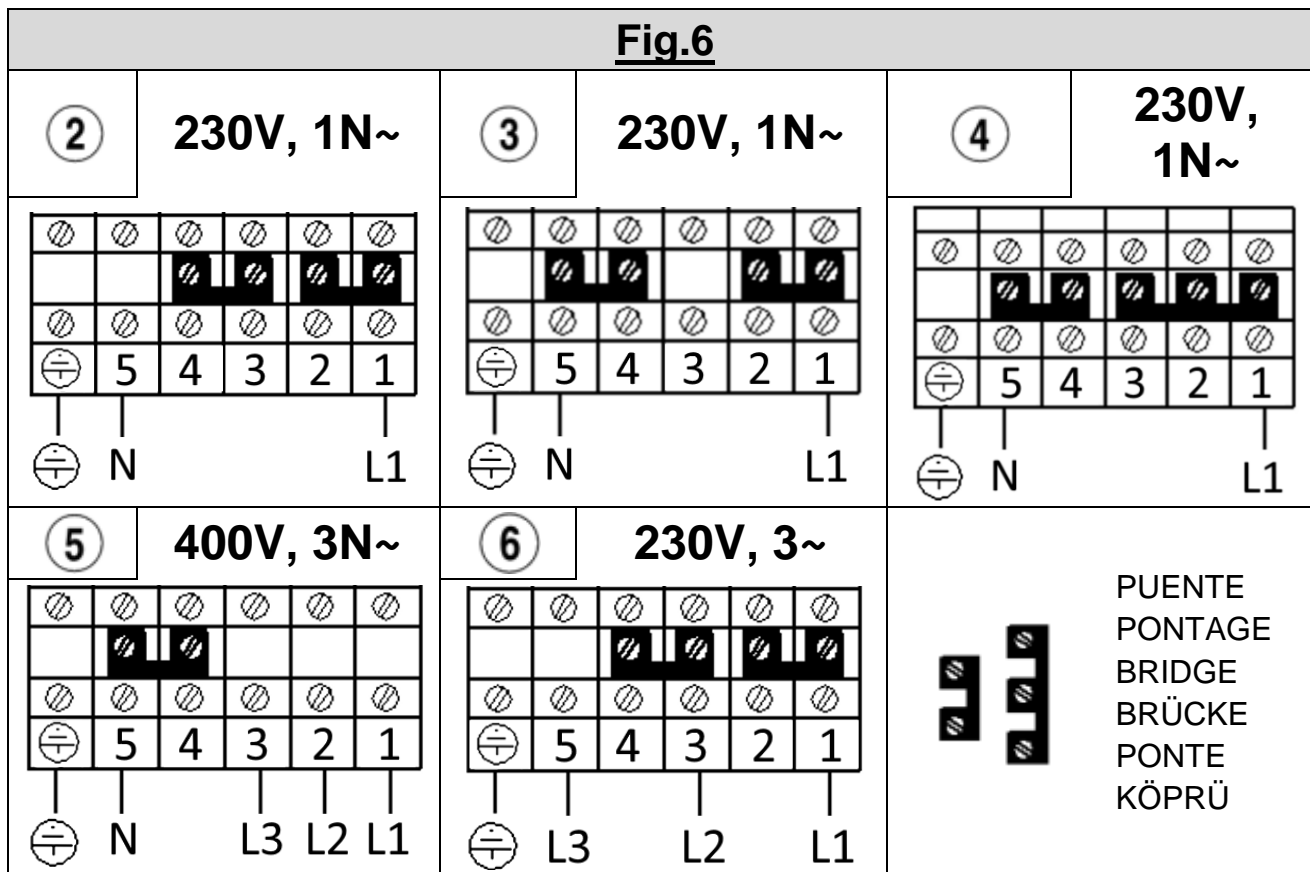 Fig.6
2 230V, 1N~
3 230V, 1N~
4 230V,
1N~
5 4 3 2 1
N L1
5 4 3 2 1
N L1
5 4 3 2 1
N L1
5 400V, 3N~
6 230V, 3~
5 4 3 2 1
N L3 L2 L1
5 4 3 2 1
L3 L2 L1
PUENTE
PONTAGE
BRIDGE
BRÜCKE
PONTE
KÖPRÜ